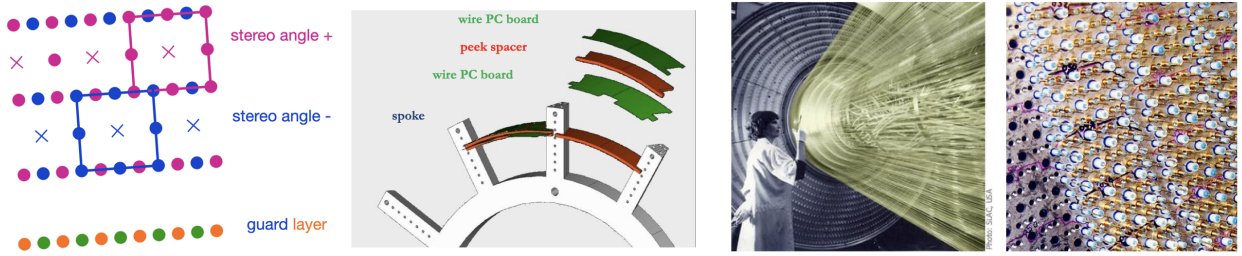 stereo angle +
stereo angle -
guard layer
wire PC board
peek spacer
wire PC board
spoke
Photo: SLAC, USA